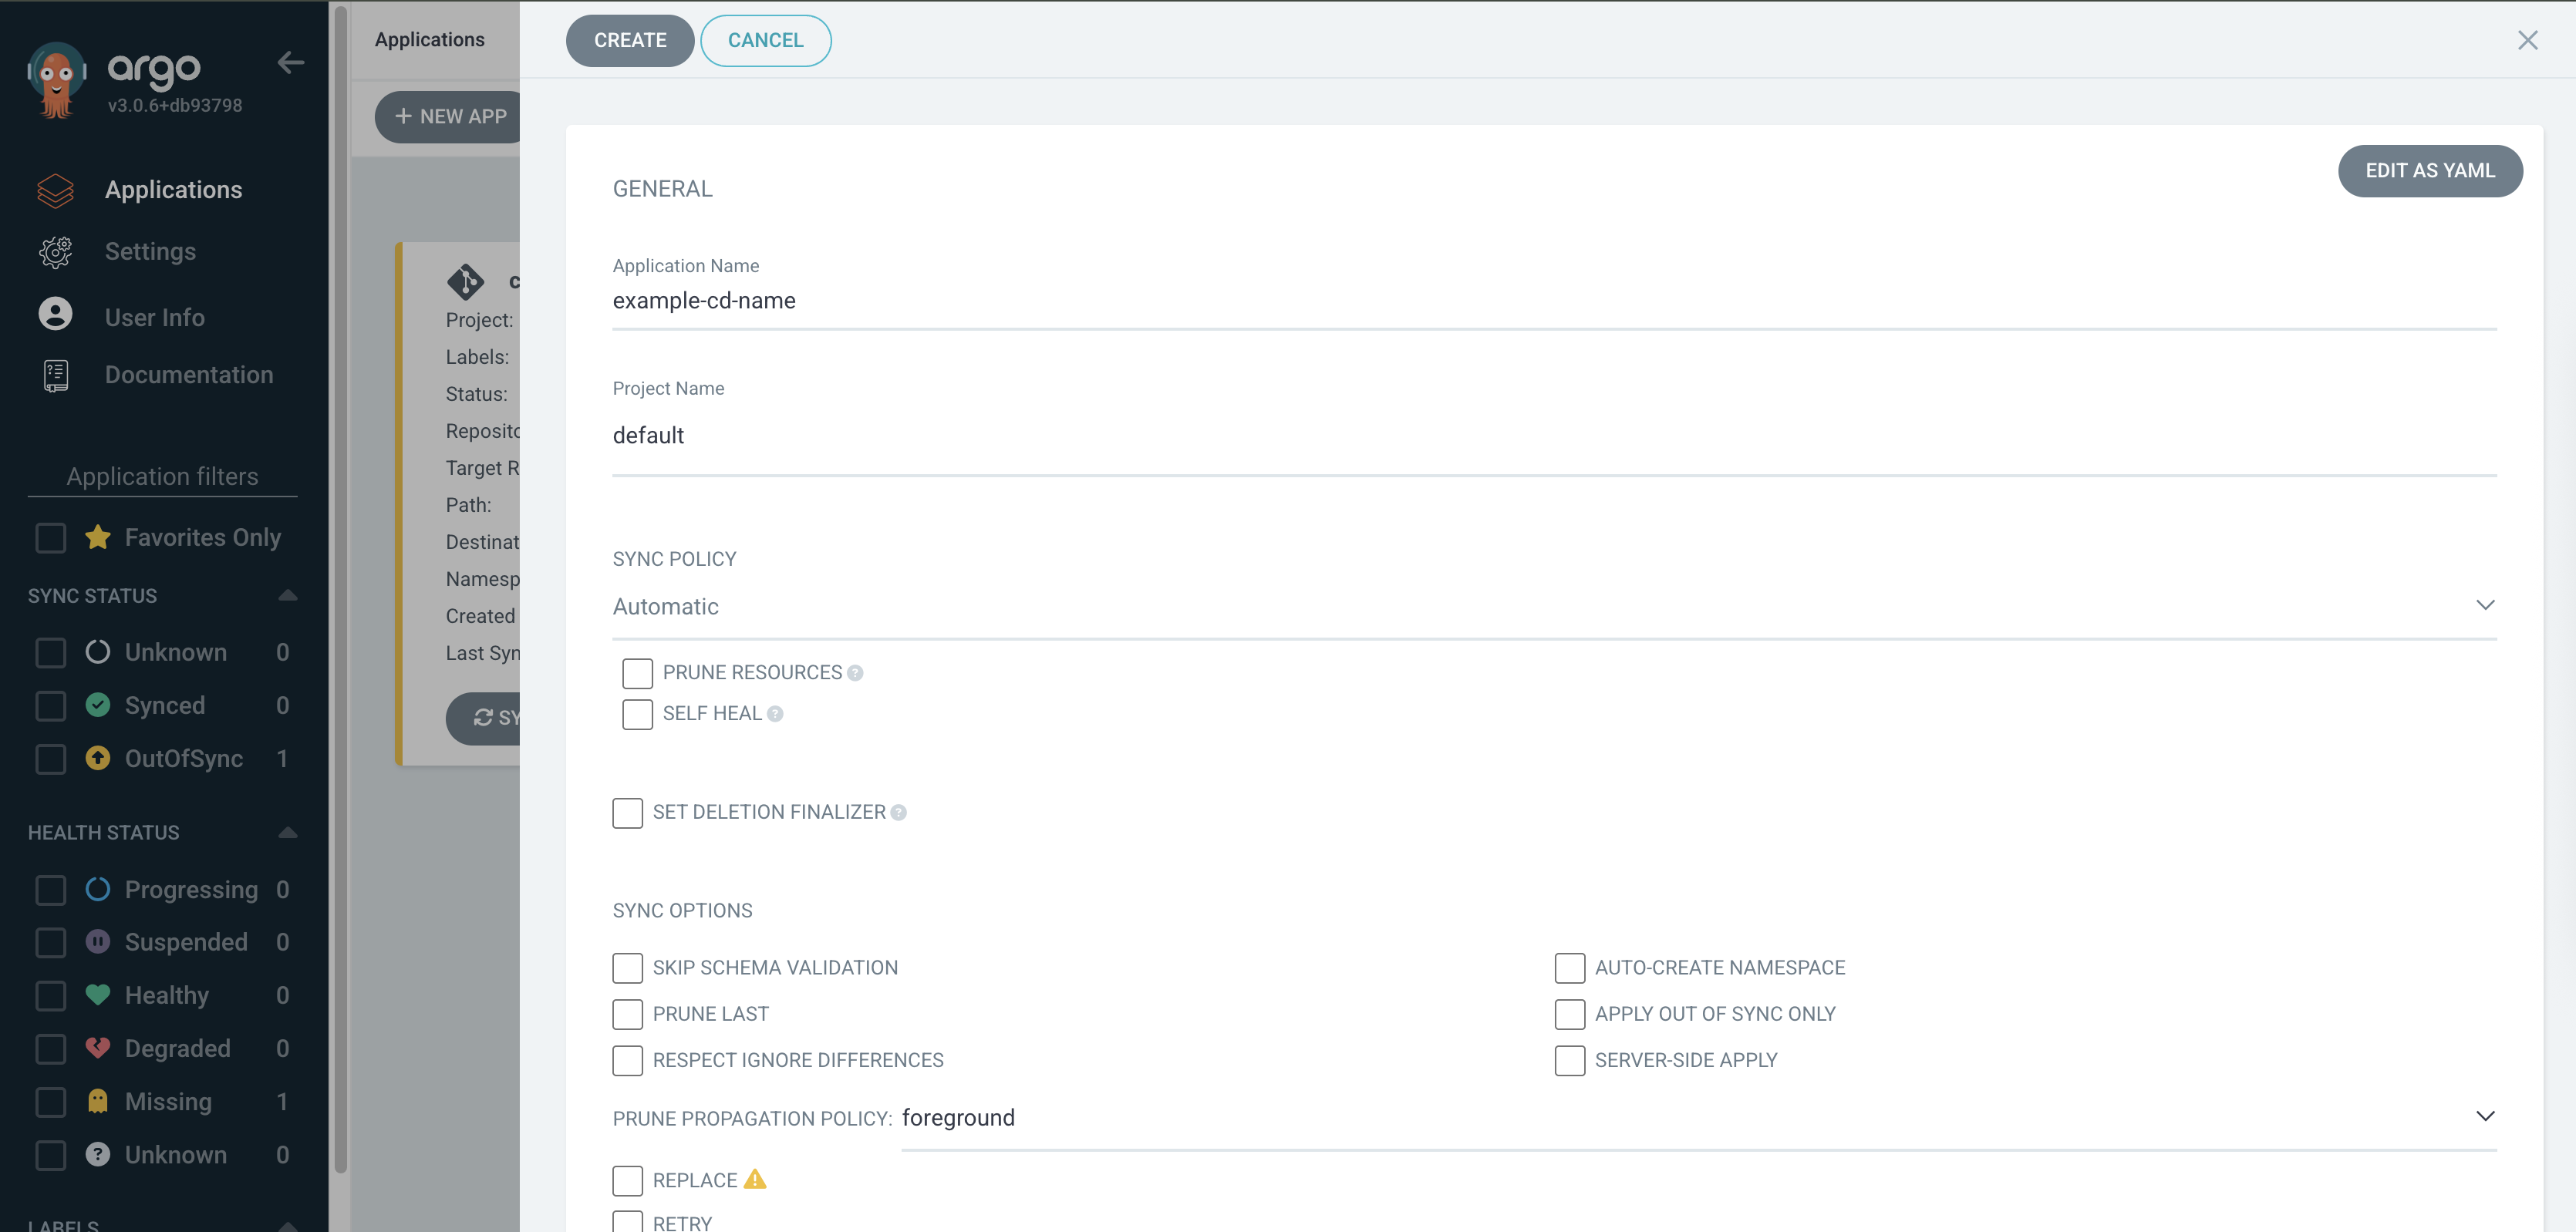 argo
v3.0.6+db93798
Applications
Settings
User Info
Documentation
Application filters
Favorites Only
SYNC STATUS
Unknown 0
Synced 0
OutOfSync 1
HEALTH STATUS
Progressing 0
Suspended 0
Healthy 0
Degraded 0
Missing 1
Unknown 0
LABELS
Applications
+ NEW APP
c
Project:
Labels:
Status:
Reposito
Target R
Path:
Destinat
Namesp
Created
Last Syn
SY
CREATE
CANCEL
EDIT AS YAML
GENERAL
Application Name
example-cd-name
Project Name
default
SYNC POLICY
Automatic
PRUNE RESOURCES ?
SELF HEAL ?
SET DELETION FINALIZER ?
SYNC OPTIONS
SKIP SCHEMA VALIDATION
AUTO-CREATE NAMESPACE
PRUNE LAST
APPLY OUT OF SYNC ONLY
RESPECT IGNORE DIFFERENCES
SERVER-SIDE APPLY
PRUNE PROPAGATION POLICY: foreground
REPLACE
RETRY